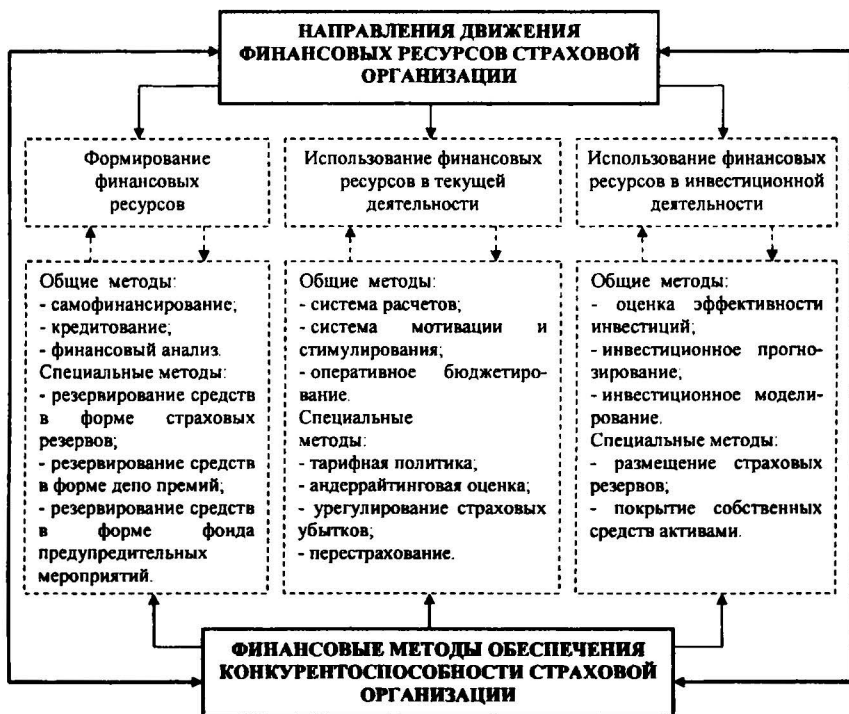 НАПРАВЛЕНИЯ ДВИЖЕНИЯ
ФИНАНСОВЫХ РЕСУРСОВ СТРАХОВОЙ
ОРГАНИЗАЦИИ
Формирование
финансовых
ресурсов
Использование финансовых
ресурсов в текущей
деятельности
Использование финансовых
ресурсов в инвестиционной
деятельности
Общие методы:
- самофинансирование;
- кредитование;
- финансовый анализ.
Специальные методы:
- резервирование средств
в форме страховых
резервов;
- резервирование средств
в форме депо премий;
- резервирование средств
в форме фонда
предупредительных
мероприятий.
Общие методы:
- система расчетов;
- система мотивации и
стимулирования;
- оперативное бюджетиро-
вание.
Специальные
методы:
- тарифная политика;
- андеррайтинговая оценка;
- урегулирование страховых
убытков;
- перестрахование.
Общие методы:
- оценка эффективности
инвестиций;
- инвестиционное прогно-
зирование;
- инвестиционное модели-
рование.
Специальные методы:
- размещение страховых
резервов;
- покрытие собственных
средств активами.
ФИНАНСОВЫЕ МЕТОДЫ ОБЕСПЕЧЕНИЯ
КОНКУРЕНТОСПОСОБНОСТИ СТРАХОВОЙ
ОРГАНИЗАЦИИ